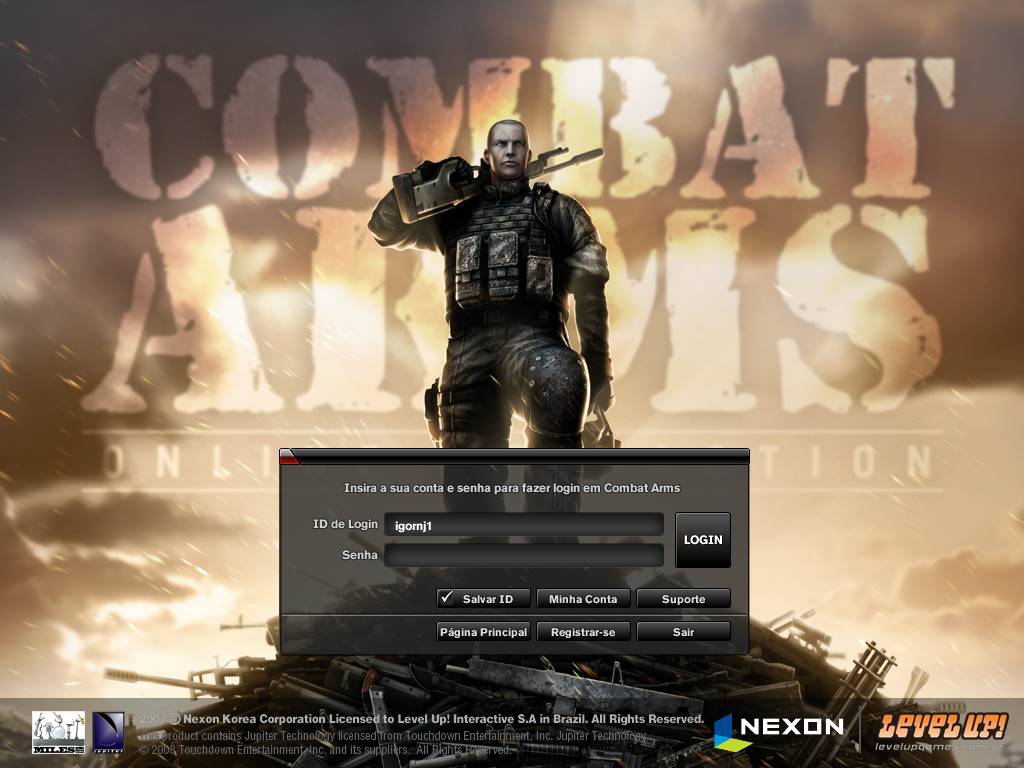 COMBAT
ARMS
Insira a sua conta e senha para fazer login em Combat Arms
ID de Login igornj1
Senha
LOGIN
Salvar ID Minha Conta Suporte
Página Principal Registrar-se Sair
2007 © Nexon Korea Corporation Licensed to Level Up! Interactive S.A in Brazil. All Rights Reserved.
This product contains Jupiter Technology licensed from Touchdown Entertainment, Inc. Jupiter Technology
© 2008 Touchdown Entertainment, Inc. and its suppliers. All Rights Reserved.
MILES
JUPITER
NEXON
LEVEL UP!
levelupgames.com.br